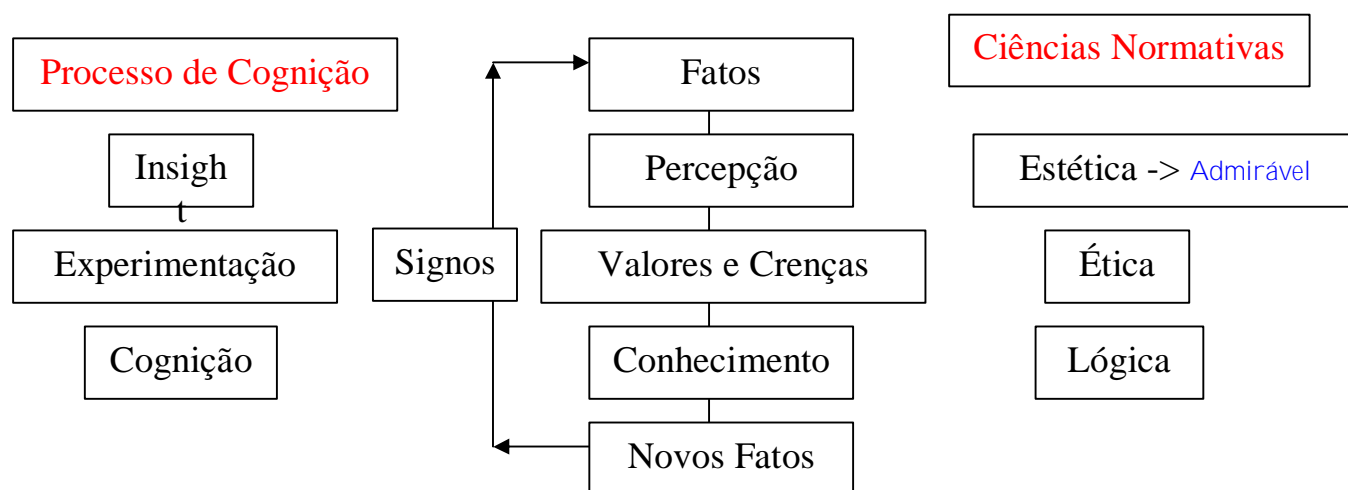 Processo de Cognição
Insigh
t
Experimentação
Cognição
Signos
Fatos
Percepção
Valores e Crenças
Conhecimento
Novos Fatos
Ciências Normativas
Estética -> Admirável
Ética
Lógica